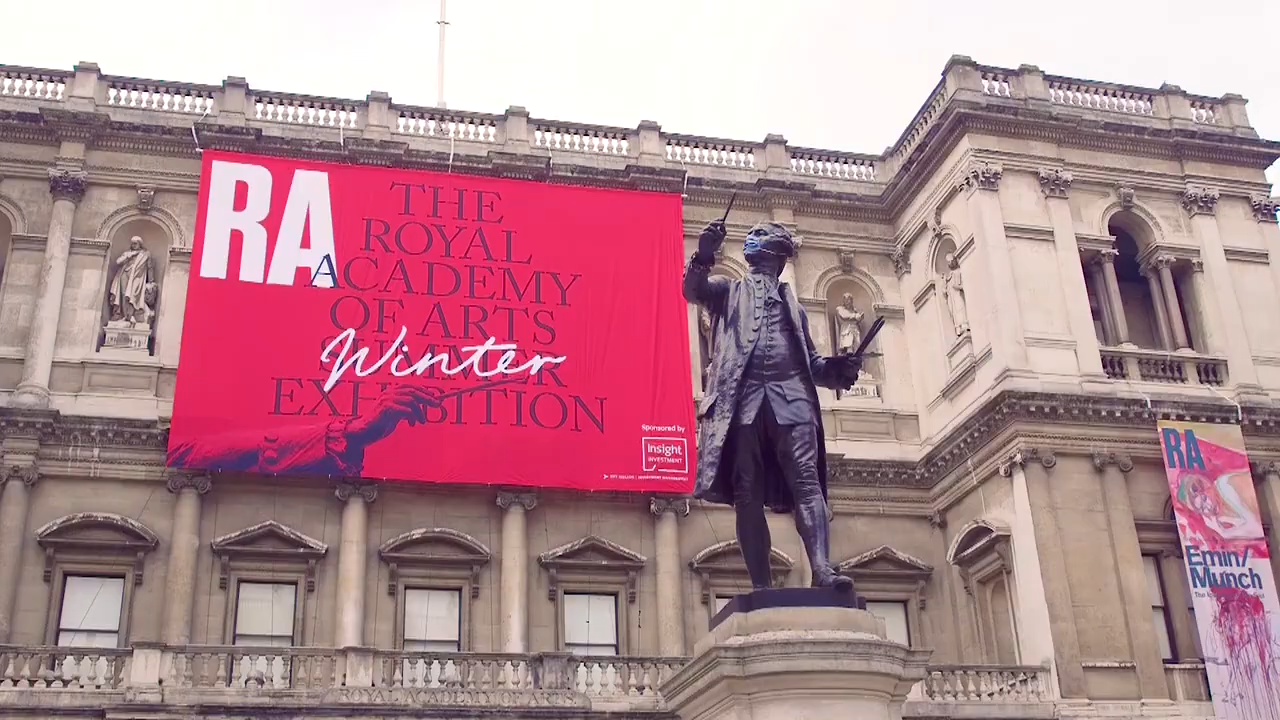 RA
THE
ROYAL
ACADEMY
OF ARTS
SUMMER
Winter
EXHIBITION
Sponsored by
Insight
INVESTMENT
RA
Emin/
Munch